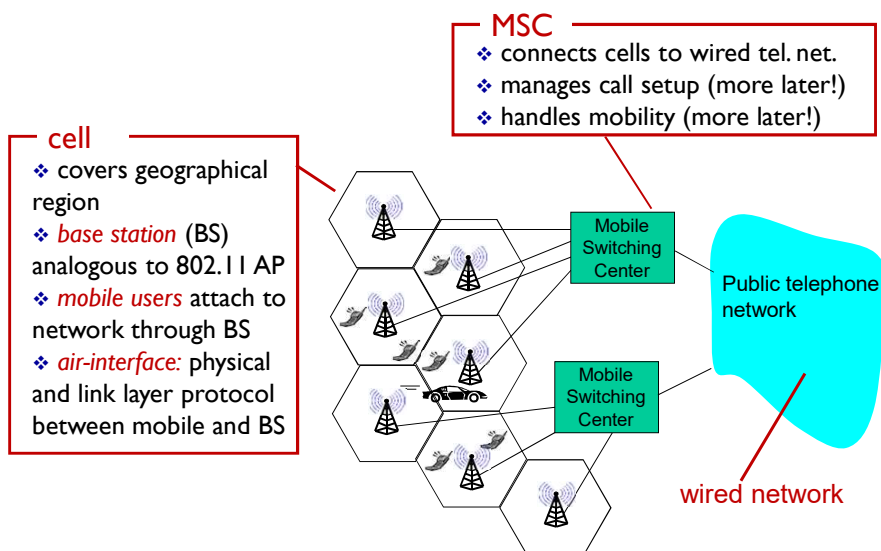 MSC
❖ connects cells to wired tel. net.
❖ manages call setup (more later!)
❖ handles mobility (more later!)
cell
❖ covers geographical
region
❖ base station (BS)
analogous to 802.11 AP
❖ mobile users attach to
network through BS
❖ air-interface: physical
and link layer protocol
between mobile and BS
Mobile
Switching
Center
Public telephone
network
Mobile
Switching
Center
wired network